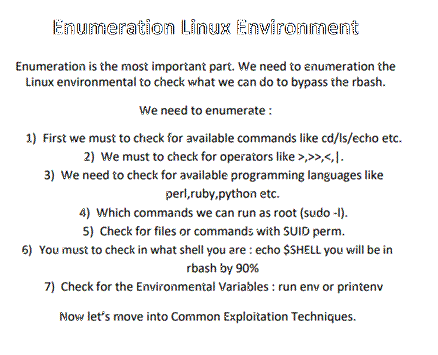 Enumeration Linux Environment
Enumeration is the most important part. We need to enumeration the
Linux environmental to check what we can do to bypass the rbash.
We need to enumerate :
1) First we must to check for available commands like cd/ls/echo etc.
2) We must to check for operators like >,>>,<,|.
3) We need to check for available programming languages like
perl,ruby,python etc.
4) Which commands we can run as root (sudo -l).
5) Check for files or commands with SUID perm.
6) You must to check in what shell you are : echo $SHELL you will be in
rbash by 90%
7) Check for the Environmental Variables : run env or printenv
Now let's move into Common Exploitation Techniques.